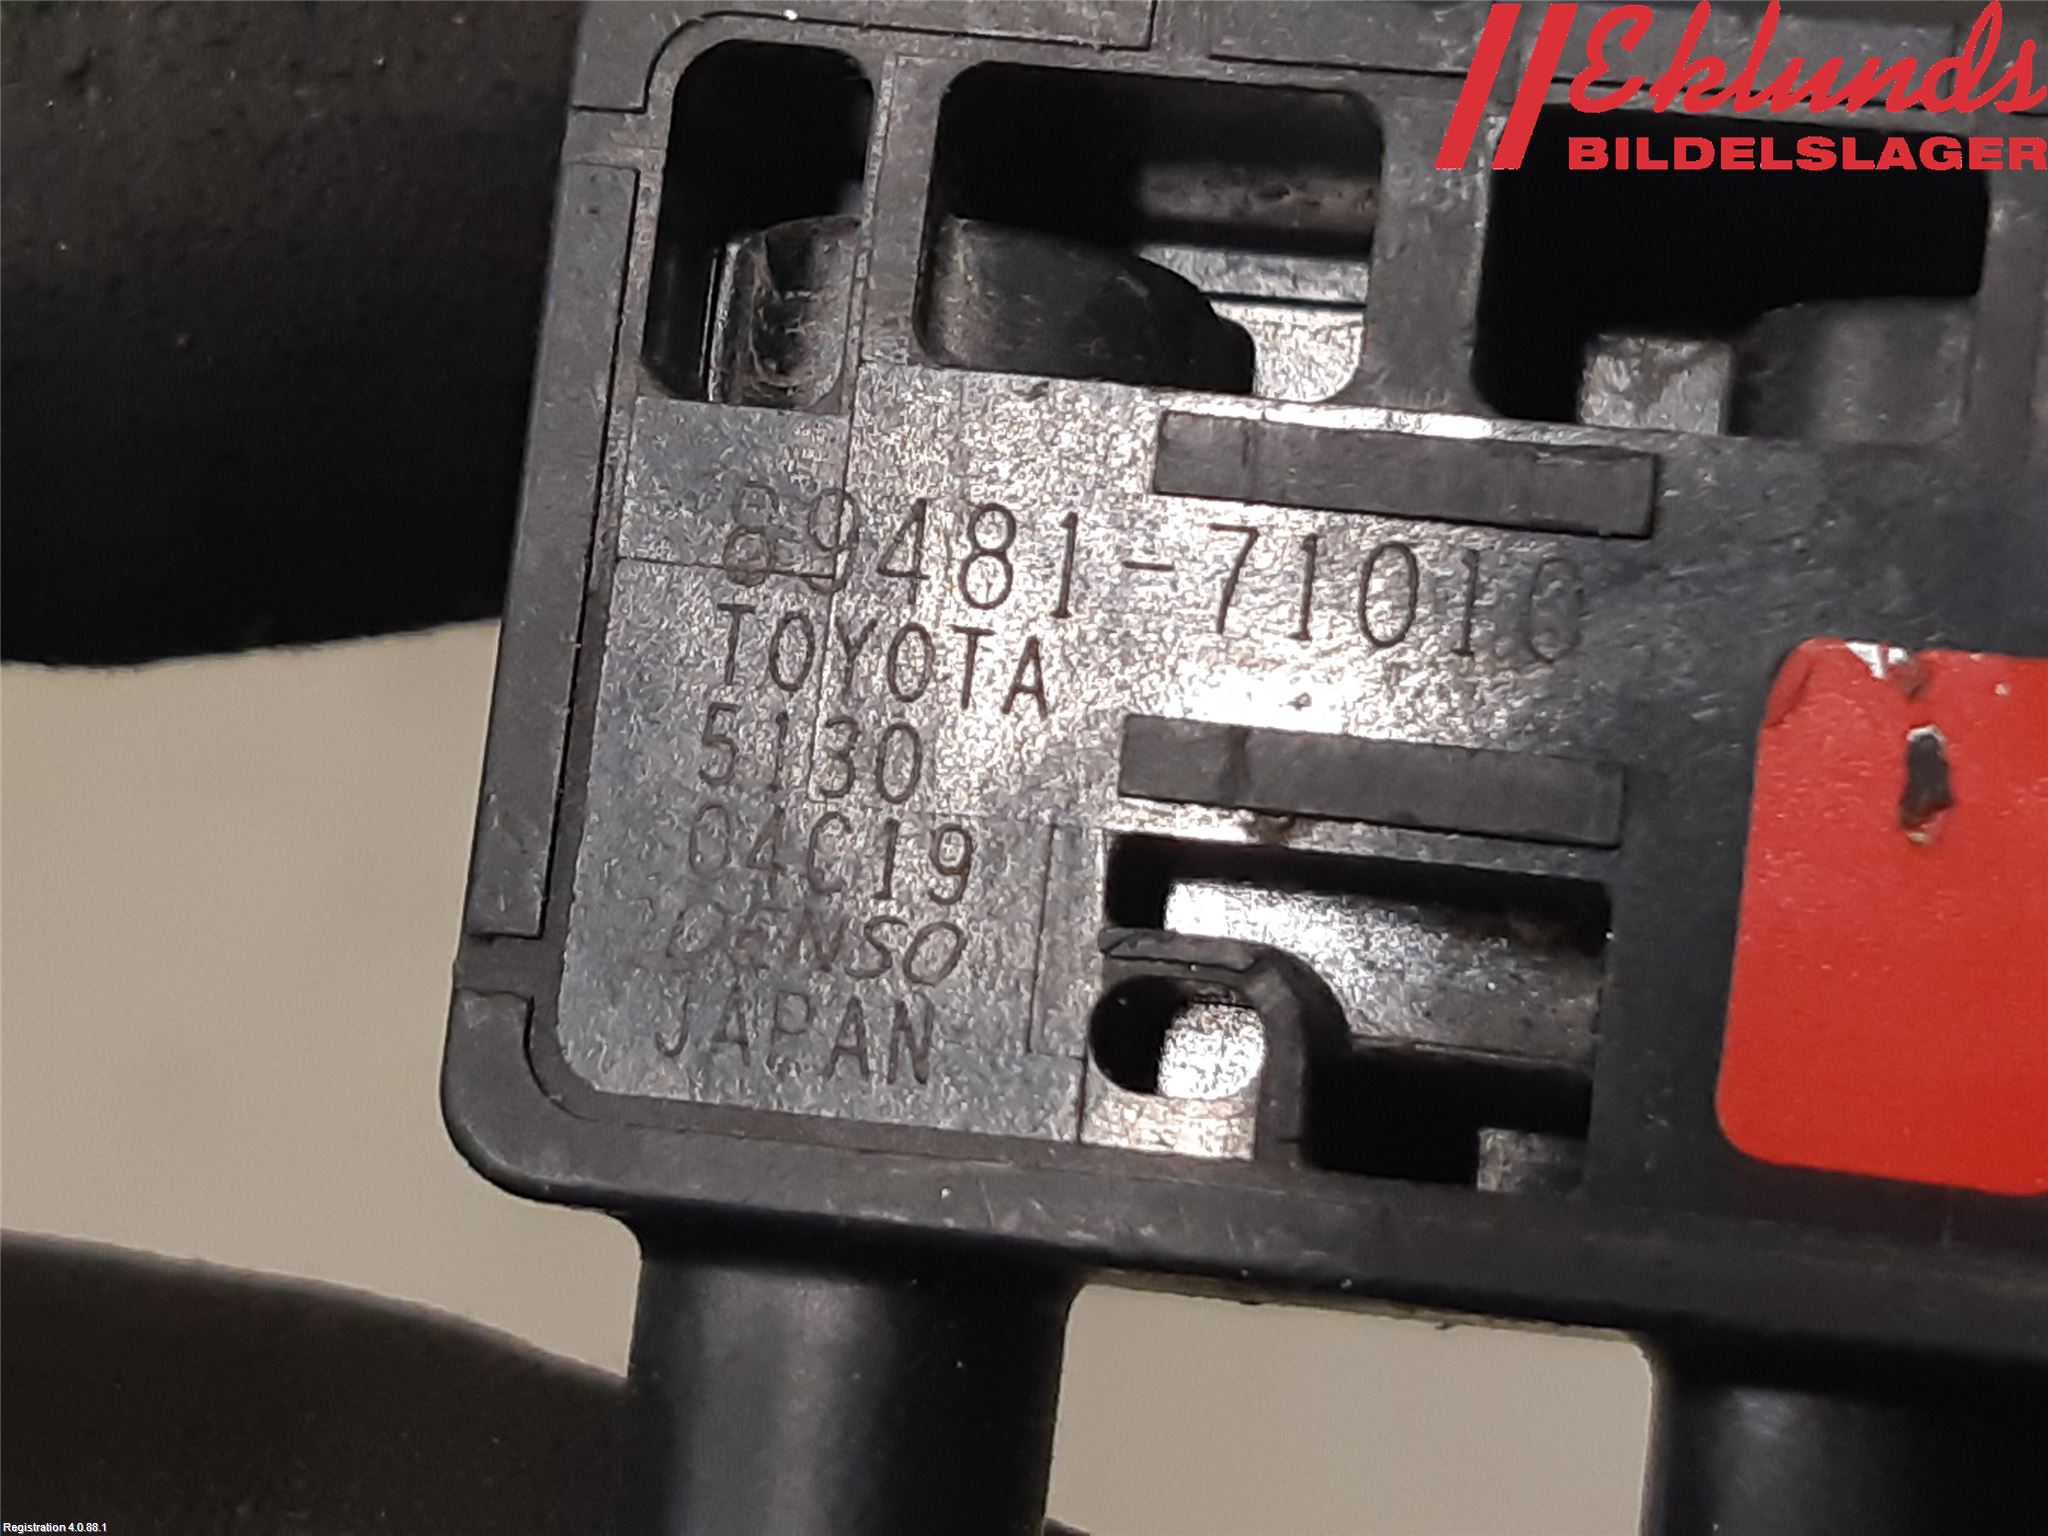 Eklunds
BILDELSLAGER
89481-71010
TOYOTA
5130
04C19
DENSO
JAPAN
Registration 4.0.88.1